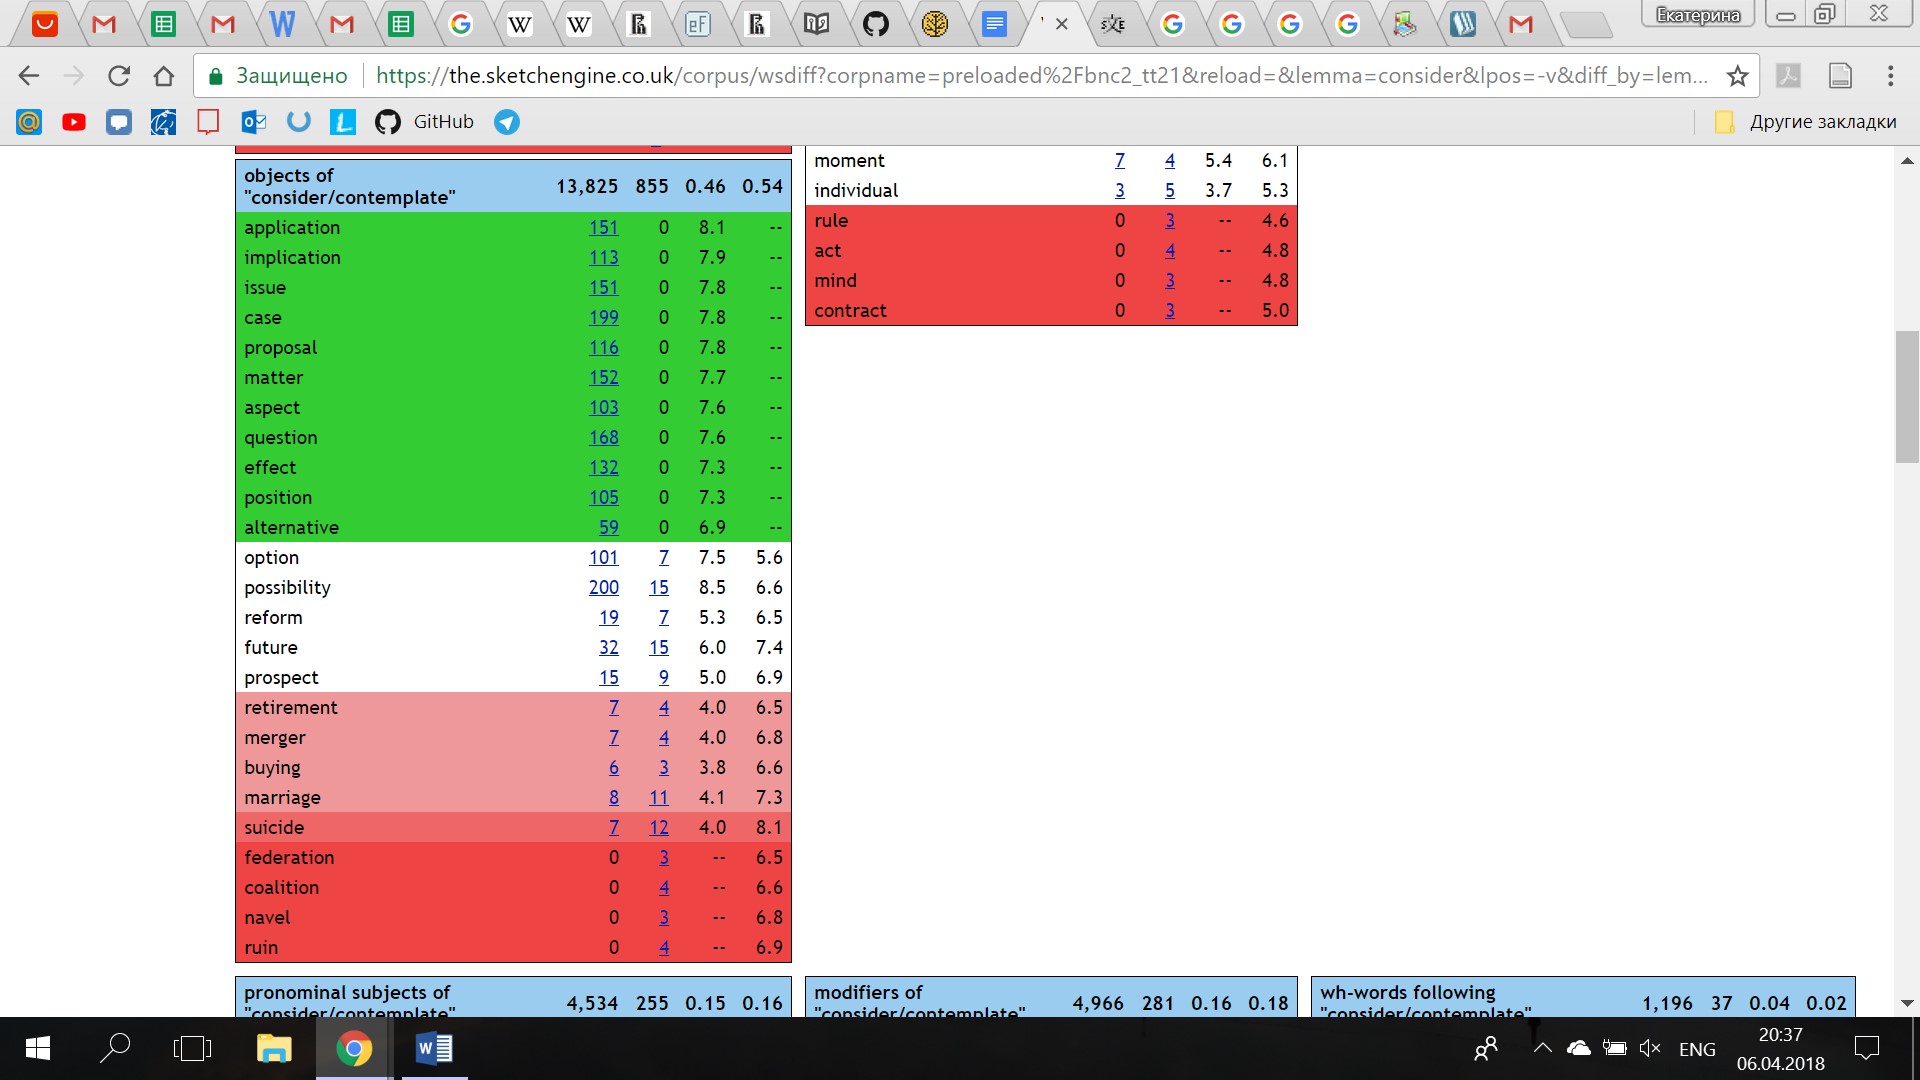 Екатерина
Защищено
https://the.sketchengine.co.uk/corpus/wsdiff?corpname=preloaded%2Fbnc2_tt21&reload=&lemma=consider&lpos=-v&diff_by=lem...
GitHub
Другие закладки
objects of
"consider/contemplate" 13,825 855 0.46 0.54
application 151 0 8.1 --
implication 113 0 7.9 --
issue 151 0 7.8 --
case 199 0 7.8 --
proposal 116 0 7.8 --
matter 152 0 7.7 --
aspect 103 0 7.6 --
question 168 0 7.6 --
effect 132 0 7.3 --
position 105 0 7.3 --
alternative 59 0 6.9 --
option 101 7 7.5 5.6
possibility 200 15 8.5 6.6
reform 19 7 5.3 6.5
future 32 15 6.0 7.4
prospect 15 9 5.0 6.9
retirement 7 4 4.0 6.5
merger 7 4 4.0 6.8
buying 6 3 3.8 6.6
marriage 8 11 4.1 7.3
suicide 7 12 4.0 8.1
federation 0 3 -- 6.5
coalition 0 4 -- 6.6
navel 0 3 -- 6.8
ruin 0 4 -- 6.9
moment 7 4 5.4 6.1
individual 3 5 3.7 5.3
rule 0 3 -- 4.6
act 0 4 -- 4.8
mind 0 3 -- 4.8
contract 0 3 -- 5.0
pronominal subjects of
"consider/contemplate" 4,534 255 0.15 0.16
modifiers of
"consider/contemplate" 4,966 281 0.16 0.18
wh-words following
"consider/contemplate" 1,196 37 0.04 0.02
ENG
20:37
06.04.2018